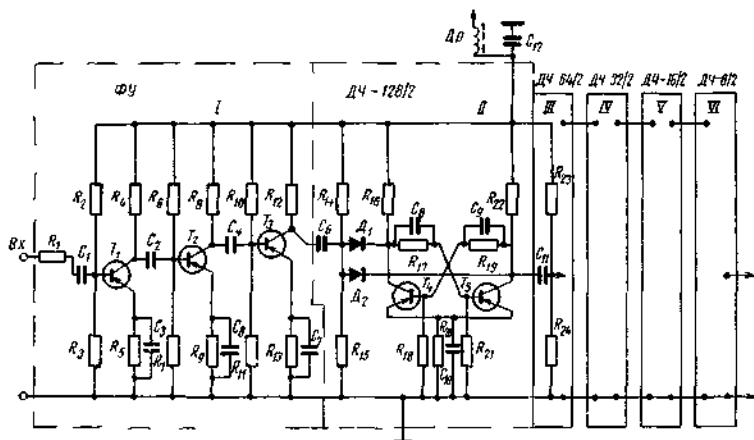 Др
C12
ФУ
ДЧ-128/2
ДЧ 64/2
ДЧ 32/2
ДЧ-16/2
ДЧ-8/2
I
II
III
IV
V
VI
R2
R4
R6
R8
R10
R12
R14
R16
C8
C9
R22
R23
Вх
R1
C1
T1
C2
T2
C4
T3
C6
Д1
R17
R19
C11
Д2
T4
T5
R3
R5
C3
R7
R9
R11
R13
C7
R15
R18
C10
R21
R24